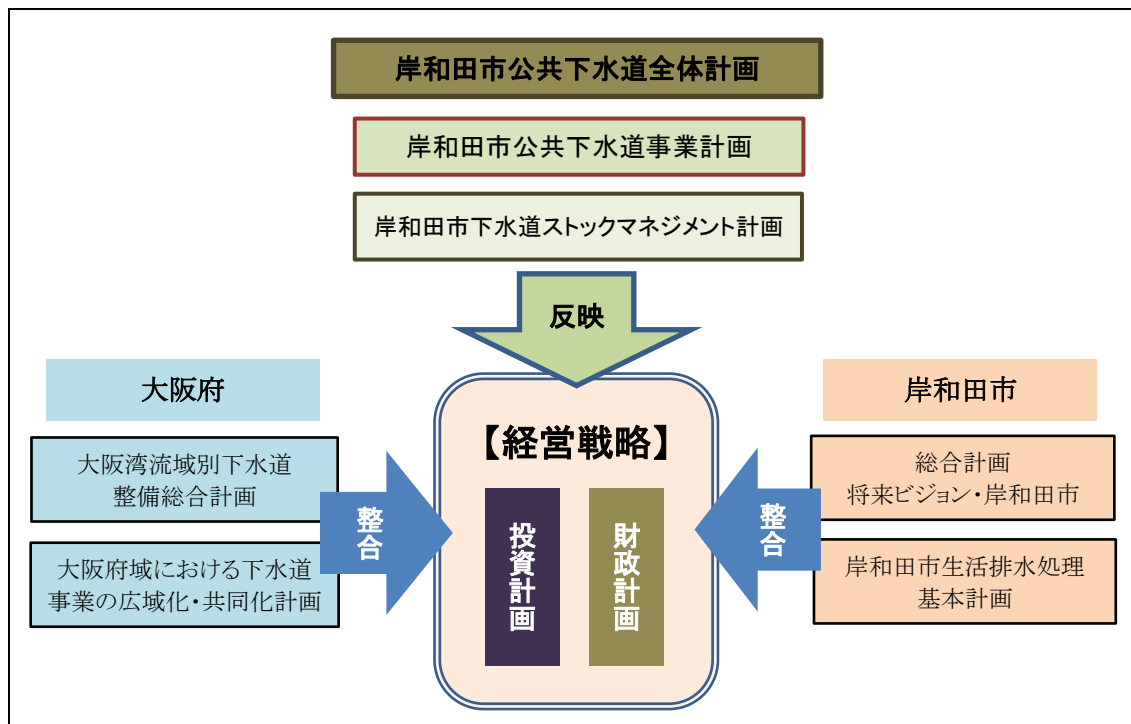 岸和田市公共下水道全体計画
岸和田市公共下水道事業計画
岸和田市下水道ストックマネジメント計画
反映
大阪府
大阪湾流域別下水道
整備総合計画
大阪府域における下水道
事業の広域化・共同化計画
整合
【経営戦略】
投資計画
財政計画
整合
岸和田市
総合計画
将来ビジョン・岸和田市
岸和田市生活排水処理
基本計画